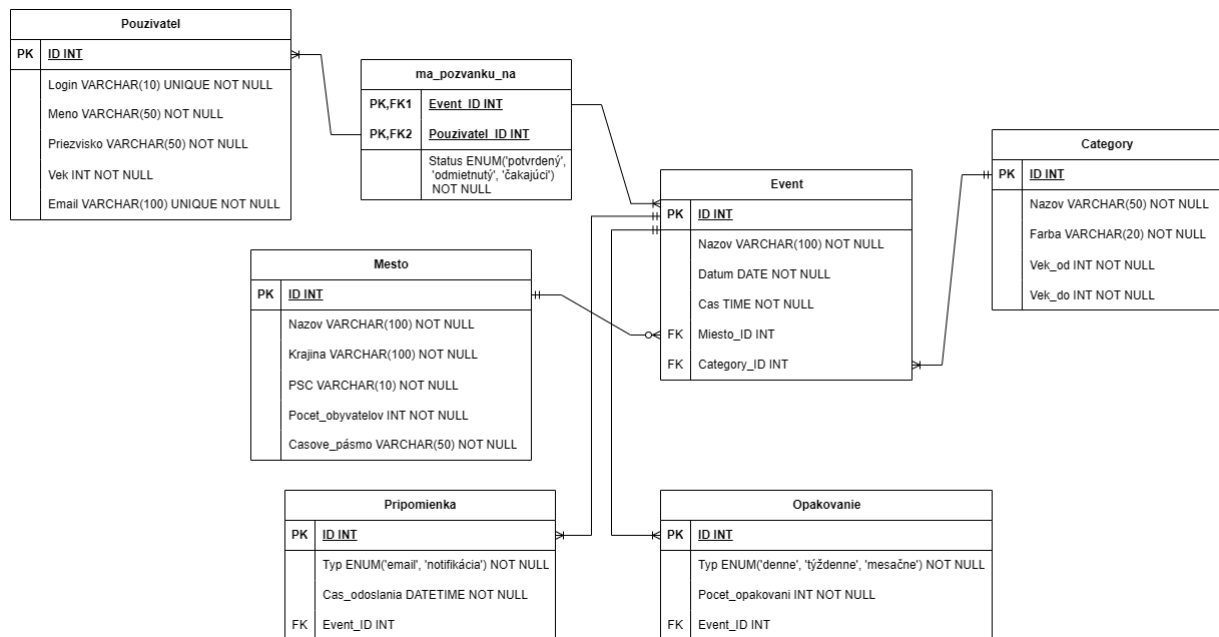 Pouzivatel
PK ID INT
Login VARCHAR(10) UNIQUE NOT NULL
Meno VARCHAR(50) NOT NULL
Priezvisko VARCHAR(50) NOT NULL
Vek INT NOT NULL
Email VARCHAR(100) UNIQUE NOT NULL
ma_pozvanku_na
PK,FK1 Event_ID INT
PK,FK2 Pouzivatel_ID INT
Status ENUM('potvrdený',
'odmietnutý', 'čakajúci')
NOT NULL
Category
PK ID INT
Nazov VARCHAR(50) NOT NULL
Farba VARCHAR(20) NOT NULL
Vek_od INT NOT NULL
Vek_do INT NOT NULL
Event
PK ID INT
Nazov VARCHAR(100) NOT NULL
Datum DATE NOT NULL
Cas TIME NOT NULL
FK Miesto_ID INT
FK Category_ID INT
Mesto
PK ID INT
Nazov VARCHAR(100) NOT NULL
Krajina VARCHAR(100) NOT NULL
PSC VARCHAR(10) NOT NULL
Pocet_obyvatelov INT NOT NULL
Casove_pásmo VARCHAR(50) NOT NULL
Pripomienka
PK ID INT
Typ ENUM('email', 'notifikácia') NOT NULL
Cas_odoslania DATETIME NOT NULL
FK Event_ID INT
Opakovanie
PK ID INT
Typ ENUM('denne', 'týždenne', 'mesačne') NOT NULL
Pocet_opakovani INT NOT NULL
FK Event_ID INT